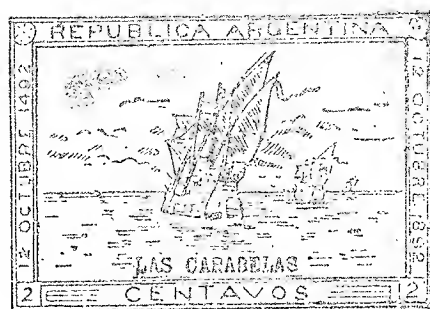 REPUBLICA ARGENTINA
12 OCTUBRE 1492
12 OCTUBRE 1892
LAS CARABELAS
2 CENTAVOS 2